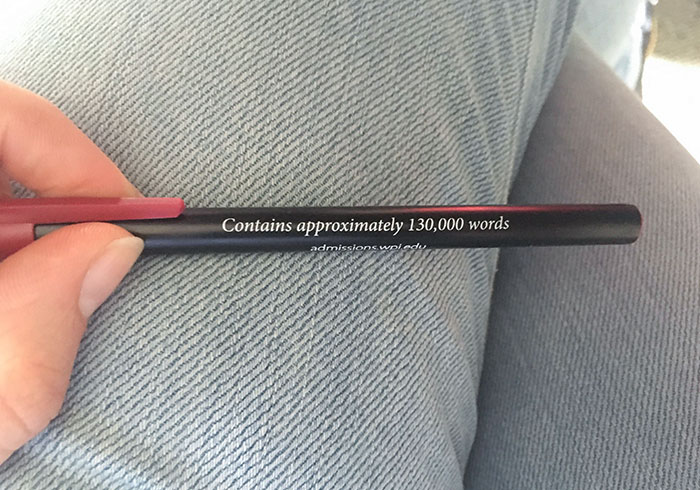 Contains approximately 130,000 words
admissions.wpi.edu